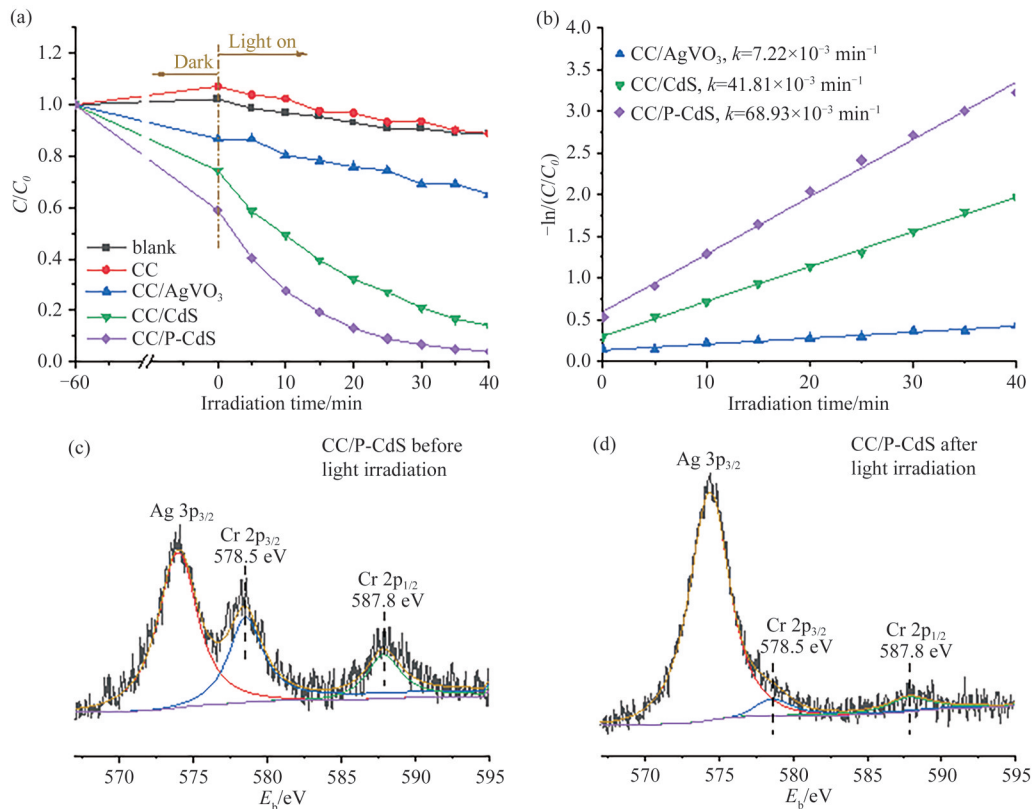 (a)
1.2
1.0
0.8
0.6
0.4
0.2
0.0
C/C₀
Dark
Light on
blank
CC
CC/AgVO₃
CC/CdS
CC/P-CdS
−60
0
10
20
30
40
Irradiation time/min
(b)
4.0
3.5
3.0
2.5
2.0
1.5
1.0
0.5
0.0
−ln/(C/C₀)
CC/AgVO₃, k=7.22×10⁻³ min⁻¹
CC/CdS, k=41.81×10⁻³ min⁻¹
CC/P-CdS, k=68.93×10⁻³ min⁻¹
0
10
20
30
40
Irradiation time/min
(c)
CC/P-CdS before
light irradiation
Ag 3p₃/₂
Cr 2p₃/₂
578.5 eV
Cr 2p₁/₂
587.8 eV
570
575
580
585
590
595
E_b/eV
(d)
CC/P-CdS after
light irradiation
Ag 3p₃/₂
Cr 2p₃/₂
578.5 eV
Cr 2p₁/₂
587.8 eV
570
575
580
585
590
595
E_b/eV